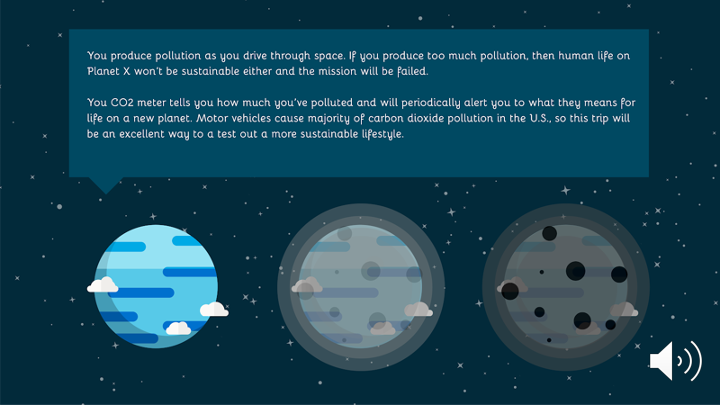 You produce pollution as you drive through space. If you produce too much pollution, then human life on
Planet X won't be sustainable either and the mission will be failed.
You CO2 meter tells you how much you've polluted and will periodically alert you to what they means for
life on a new planet. Motor vehicles cause majority of carbon dioxide pollution in the U.S., so this trip will
be an excellent way to a test out a more sustainable lifestyle.